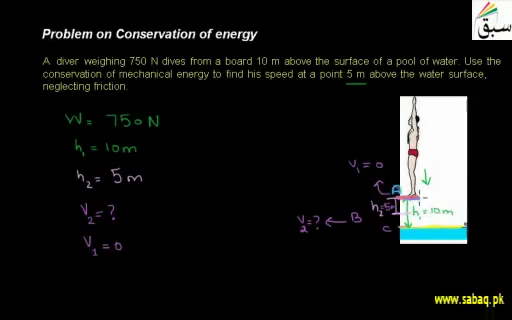 Problem on Conservation of energy
سبق
A diver weighing 750 N dives from a board 10 m above the surface of a pool of water. Use the
conservation of mechanical energy to find his speed at a point 5 m above the water surface,
neglecting friction.
W = 750 N
h₁ = 10 m
h₂ = 5 m
V₂ = ?
V₁ = 0
V₁ = 0
A
h₂=5m
h₁ = 10 m
V₂ = ? ← B
C
www.sabaq.pk